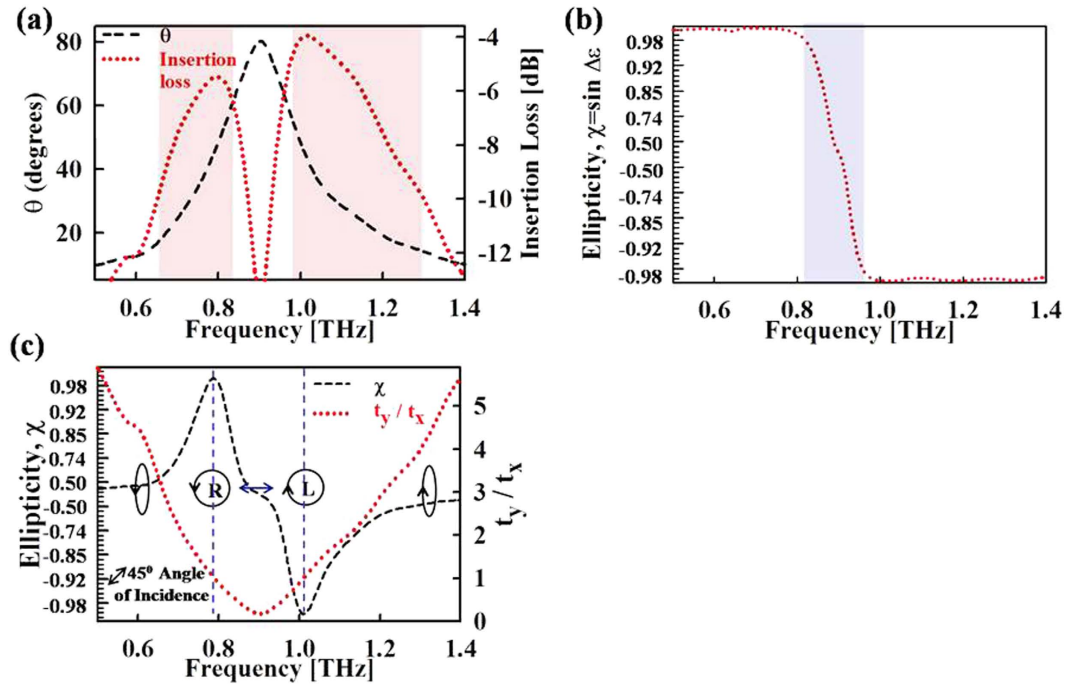 (a)
80
60
40
20
θ (degrees)
θ
Insertion
loss
-4
-6
-8
-10
-12
Insertion Loss [dB]
0.6 0.8 1.0 1.2 1.4
Frequency [THz]
(b)
0.98
0.92
0.85
0.74
0.50
-0.50
-0.74
-0.85
-0.92
-0.98
Ellipticity, χ=sin Δε
0.6 0.8 1.0 1.2 1.4
Frequency [THz]
(c)
0.98
0.92
0.85
0.74
0.50
-0.50
-0.74
-0.85
-0.92
-0.98
Ellipticity, χ
χ
t_y / t_x
R
L
45⁰ Angle
of Incidence
5
4
3
2
1
0
t_y / t_x
0.6 0.8 1.0 1.2 1.4
Frequency [THz]